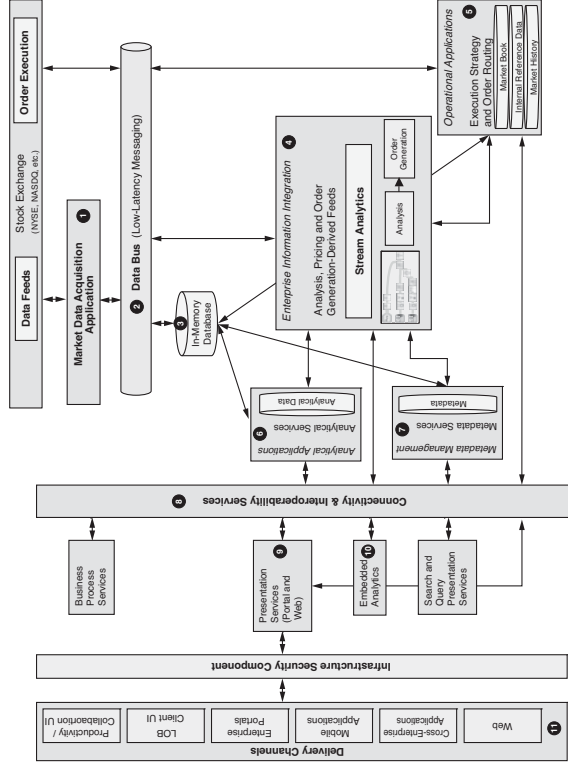 Stock Exchange
(NYSE, NASDQ, etc.)
Data Feeds
Order Execution
Market Data Acquisition
Application
1
2 Data Bus (Low-Latency Messaging)
3
In-Memory
Database
Enterprise Information Integration
4
Analysis, Pricing and Order
Generation-Derived Feeds
Stream Analytics
Analysis
Order
Generation
Operational Applications
5
Execution Strategy
and Order Routing
Market Book
Internal Reference Data
Market History
Analytical Applications
6
Analytical Services
Analytical Data
Metadata Management
7
Metadata Services
Metadata
Connectivity & Interoperability Services
8
Business
Process
Services
Presentation
Services
(Portal and
Web)
9
Embedded
Analytics
10
Search and
Query
Presentation
Services
Infrastructure Security Component
Delivery Channels
Productivity /
Collabaortion UI
LOB
Client UI
Enterprise
Portals
Mobile
Applications
Cross-Enterprise
Applications
Web
11